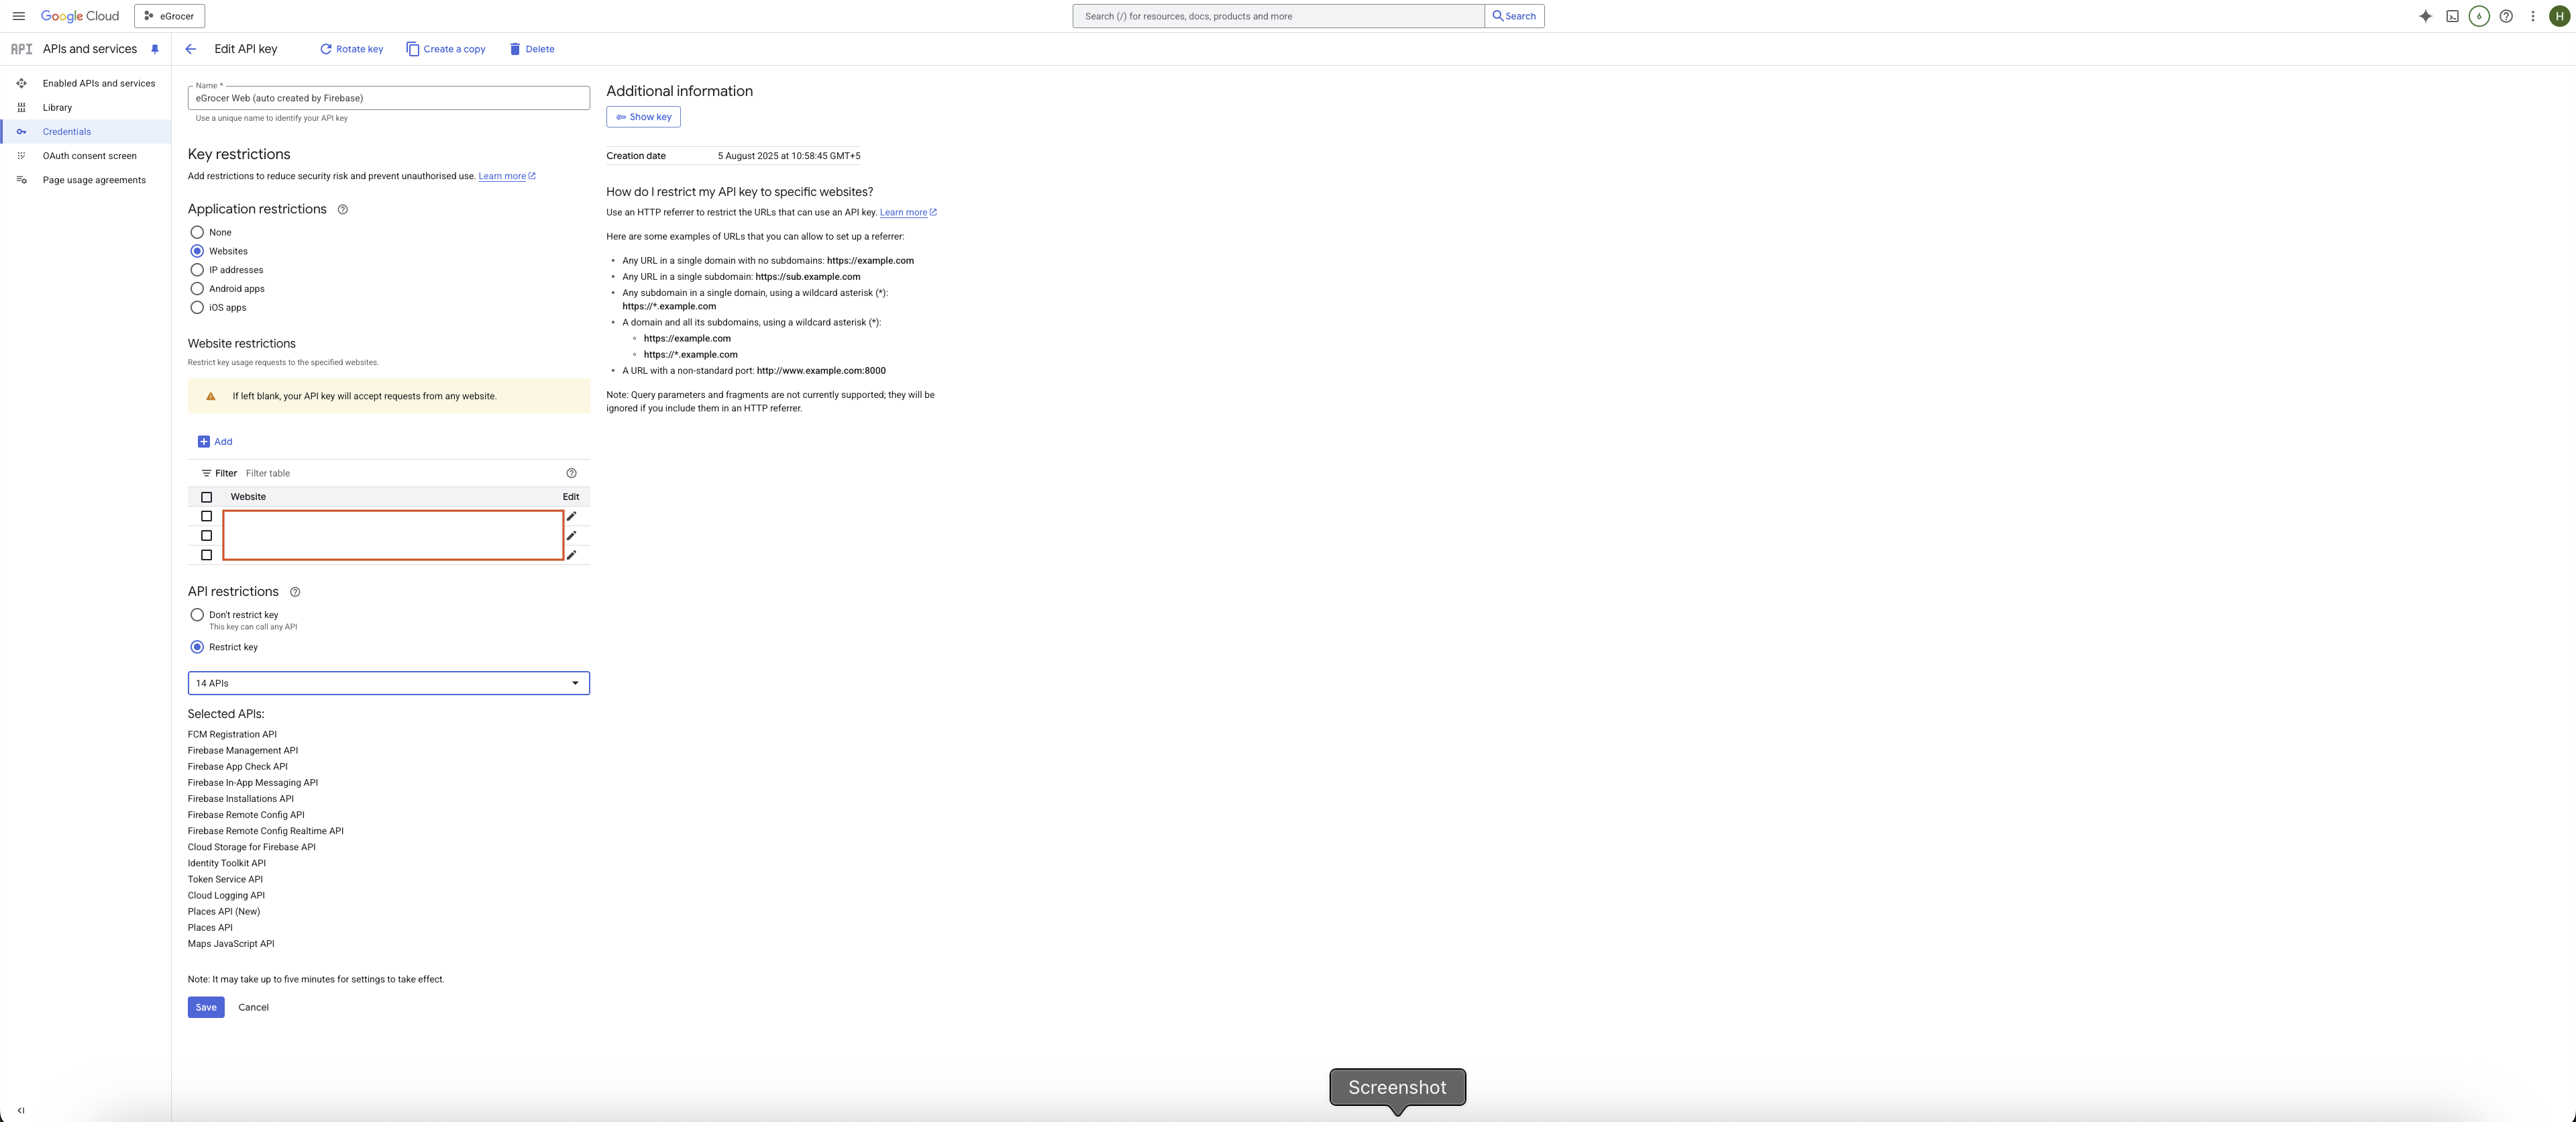 Google Cloud
eGrocer
Search (/) for resources, docs, products and more
Search
6
H
API APIs and services
Edit API key
Rotate key
Create a copy
Delete
Enabled APIs and services
Library
Credentials
OAuth consent screen
Page usage agreements
Name *
eGrocer Web (auto created by Firebase)
Use a unique name to identify your API key
Key restrictions
Add restrictions to reduce security risk and prevent unauthorised use. Learn more
Application restrictions
None
Websites
IP addresses
Android apps
iOS apps
Website restrictions
Restrict key usage requests to the specified websites.
If left blank, your API key will accept requests from any website.
Add
Filter Filter table
Website Edit
API restrictions
Don't restrict key
This key can call any API
Restrict key
14 APIs
Selected APIs:
FCM Registration API
Firebase Management API
Firebase App Check API
Firebase In-App Messaging API
Firebase Installations API
Firebase Remote Config API
Firebase Remote Config Realtime API
Cloud Storage for Firebase API
Identity Toolkit API
Token Service API
Cloud Logging API
Places API (New)
Places API
Maps JavaScript API
Note: It may take up to five minutes for settings to take effect.
Save
Cancel
Additional information
Show key
Creation date 5 August 2025 at 10:58:45 GMT+5
How do I restrict my API key to specific websites?
Use an HTTP referrer to restrict the URLs that can use an API key. Learn more
Here are some examples of URLs that you can allow to set up a referrer:
• Any URL in a single domain with no subdomains: https://example.com
• Any URL in a single subdomain: https://sub.example.com
• Any subdomain in a single domain, using a wildcard asterisk (*):
https://*.example.com
• A domain and all its subdomains, using a wildcard asterisk (*):
◦ https://example.com
◦ https://*.example.com
• A URL with a non-standard port: http://www.example.com:8000
Note: Query parameters and fragments are not currently supported; they will be
ignored if you include them in an HTTP referrer.
Screenshot